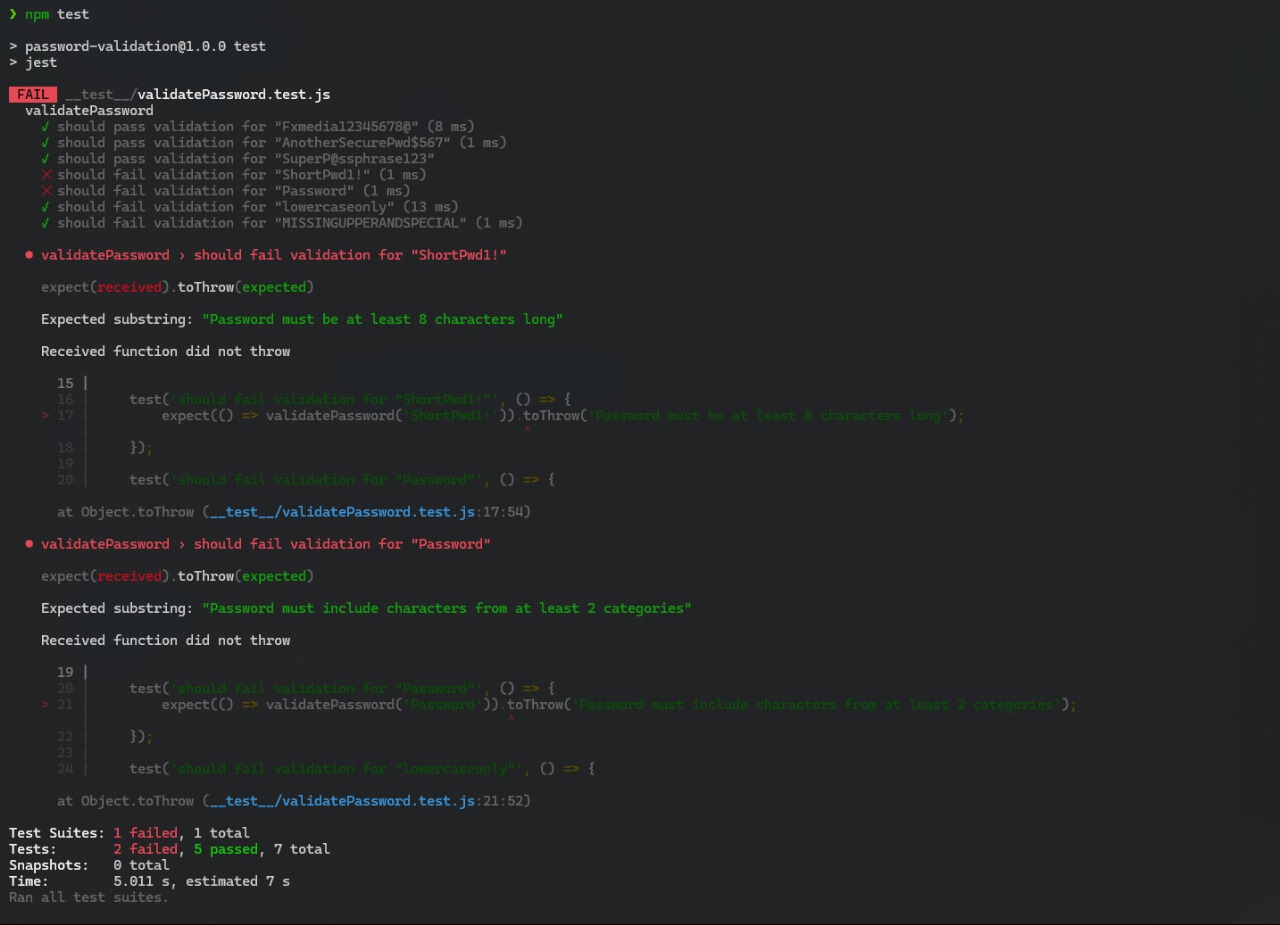 ❯ npm test
> password-validation@1.0.0 test
> jest
FAIL __test__/validatePassword.test.js
validatePassword
√ should pass validation for "Fxmedia12345678@" (8 ms)
√ should pass validation for "AnotherSecurePwd$567" (1 ms)
√ should pass validation for "SuperP@ssphrase123"
× should fail validation for "ShortPwd1!" (1 ms)
× should fail validation for "Password" (1 ms)
√ should fail validation for "lowercaseonly" (13 ms)
√ should fail validation for "MISSINGUPPERANDSPECIAL" (1 ms)
● validatePassword › should fail validation for "ShortPwd1!"
expect(received).toThrow(expected)
Expected substring: "Password must be at least 8 characters long"
Received function did not throw
15 |
16 | test('should fail validation for "ShortPwd1!"', () => {
> 17 | expect(() => validatePassword('ShortPwd1!')).toThrow('Password must be at least 8 characters long');
| ^
18 | });
19 |
20 | test('should fail validation for "Password"', () => {
at Object.toThrow (__test__/validatePassword.test.js:17:54)
● validatePassword › should fail validation for "Password"
expect(received).toThrow(expected)
Expected substring: "Password must include characters from at least 2 categories"
Received function did not throw
19 |
20 | test('should fail validation for "Password"', () => {
> 21 | expect(() => validatePassword('Password')).toThrow('Password must include characters from at least 2 categories');
| ^
22 | });
23 |
24 | test('should fail validation for "lowercaseonly"', () => {
at Object.toThrow (__test__/validatePassword.test.js:21:52)
Test Suites: 1 failed, 1 total
Tests: 2 failed, 5 passed, 7 total
Snapshots: 0 total
Time: 5.011 s, estimated 7 s
Ran all test suites.